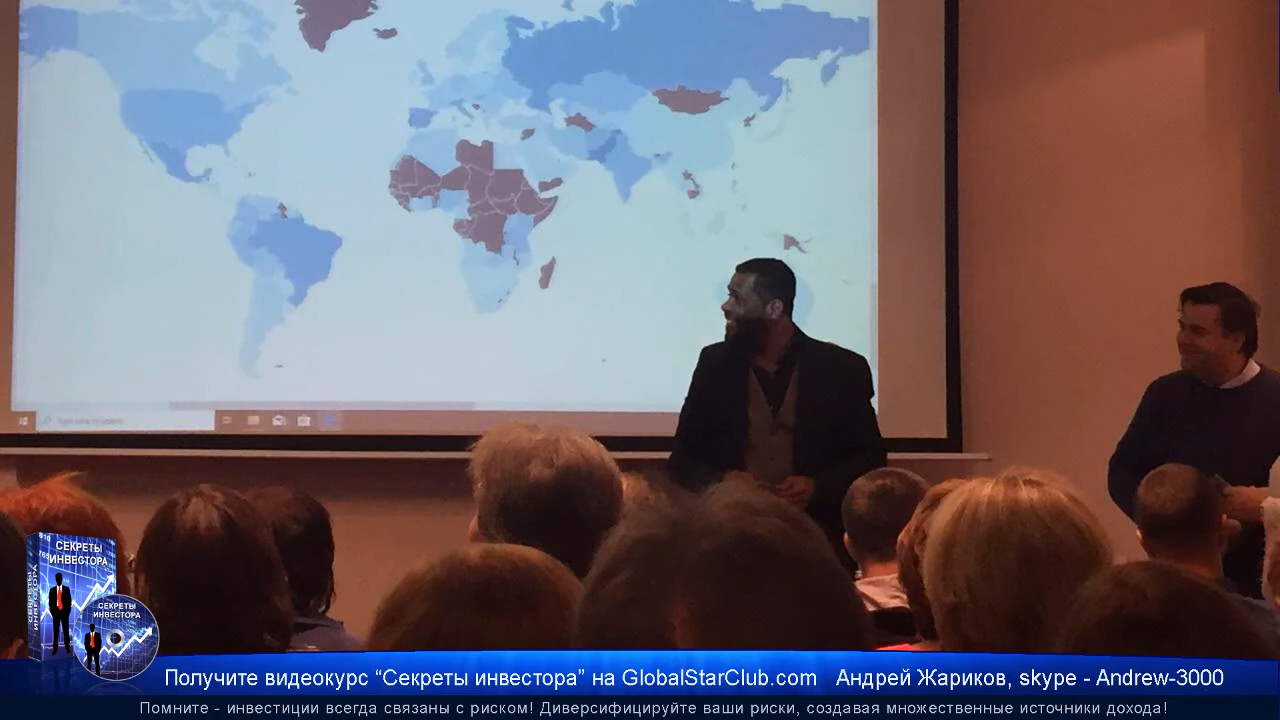 СЕКРЕТЫ
ИНВЕСТОРА
СЕКРЕТЫ ИНВЕСТОРА
СЕКРЕТЫ
ИНВЕСТОРА
Получите видеокурс “Секреты инвестора” на GlobalStarClub.com Андрей Жариков, skype - Andrew-3000
Помните - инвестиции всегда связаны с риском! Диверсифицируйте ваши риски, создавая множественные источники дохода!